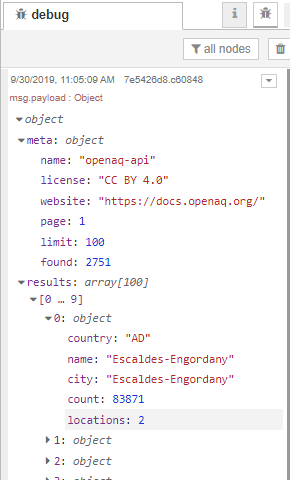 debug
i
all nodes
9/30/2019, 11:05:09 AM 7e5426d8.c60848
msg.payload : Object
object
meta: object
name: "openaq-api"
license: "CC BY 4.0"
website: "https://docs.openaq.org/"
page: 1
limit: 100
found: 2751
results: array[100]
[0 … 9]
0: object
country: "AD"
name: "Escaldes-Engordany"
city: "Escaldes-Engordany"
count: 83871
locations: 2
1: object
2: object